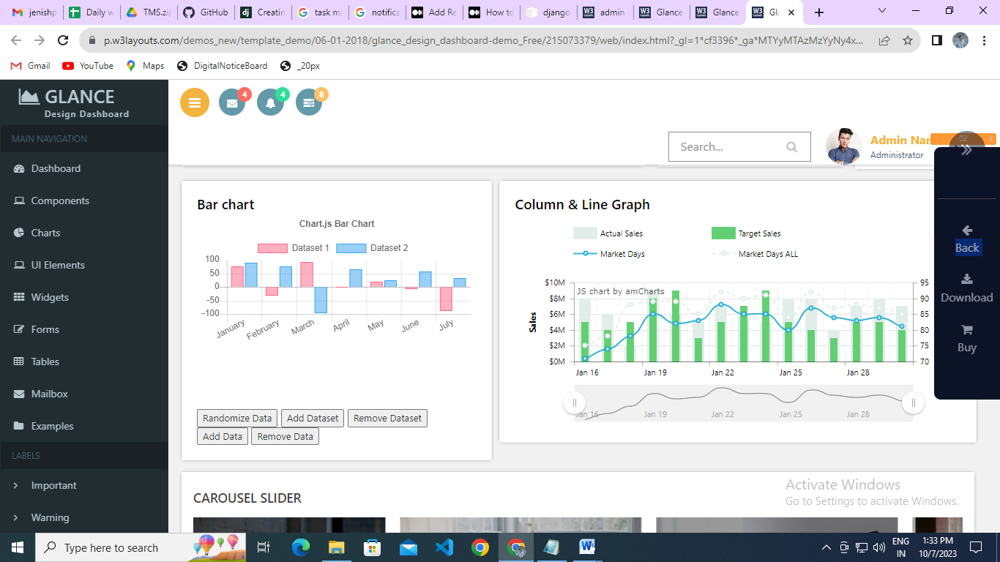 jenishp
Daily w
TMS.zip
GitHub
Creatin
task ma
notifica
Add Re
How to
django
admin
Glance
Glance
Gla
p.w3layouts.com/demos_new/template_demo/06-01-2018/glance_design_dashboard-demo_Free/215073379/web/index.html?_gl=1*cf3396*_ga*MTYyMTAzMzYyNy4x...
Gmail
YouTube
Maps
DigitalNoticeBoard
_20px
GLANCE
Design Dashboard
4
4
8
MAIN NAVIGATION
Search...
Admin Nam
Administrator
02
Dashboard
Components
Charts
UI Elements
Widgets
Forms
Tables
Mailbox
Examples
LABELS
Important
Warning
Bar chart
Chart.js Bar Chart
Dataset 1
Dataset 2
100
50
0
-50
-100
January
February
March
April
May
June
July
Randomize Data
Add Dataset
Remove Dataset
Add Data
Remove Data
Column & Line Graph
Actual Sales
Target Sales
Market Days
Market Days ALL
JS chart by amCharts
Sales
$10M
$8M
$6M
$4M
$2M
$0M
95
90
85
80
75
70
Jan 16
Jan 19
Jan 22
Jan 25
Jan 28
Jan 16
Jan 19
Jan 22
Jan 25
Jan 28
Back
Download
Buy
CAROUSEL SLIDER
Activate Windows
Go to Settings to activate Windows.
Type here to search
ENG
IN
1:33 PM
10/7/2023